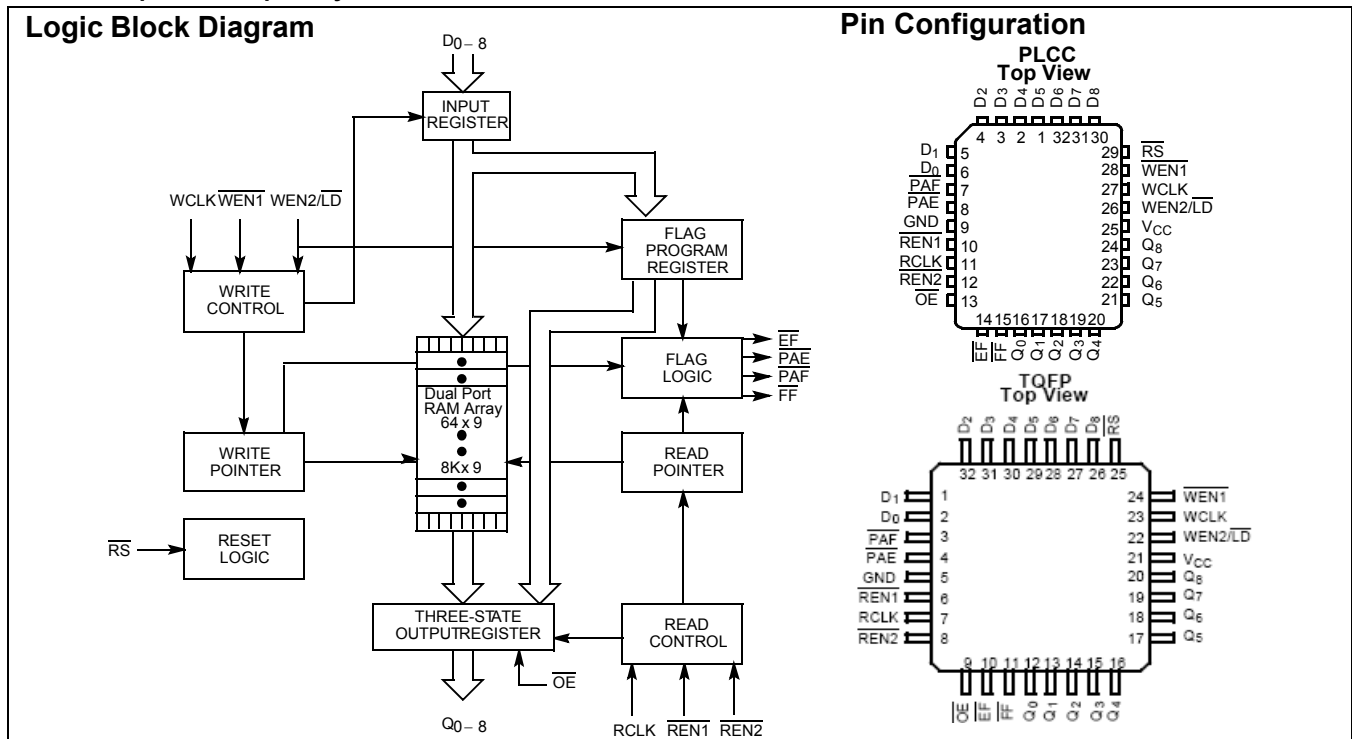 Logic Block Diagram
D0 – 8
INPUT
REGISTER
WCLK WEN1 WEN2/LD
FLAG
PROGRAM
REGISTER
WRITE
CONTROL
FLAG
LOGIC
EF
PAE
PAF
FF
Dual Port
RAM Array
64 x 9
8Kx 9
WRITE
POINTER
READ
POINTER
RS
RESET
LOGIC
THREE-STATE
OUTPUTREGISTER
READ
CONTROL
OE
Q0 – 8
RCLK REN1 REN2
Pin Configuration
PLCC
Top View
D2 D3 D4 D5 D6 D7 D8
4 3 2 1 32 31 30
D1 5 29 RS
D0 6 28 WEN1
PAF 7 27 WCLK
PAE 8 26 WEN2/LD
GND 9 25 VCC
REN1 10 24 Q8
RCLK 11 23 Q7
REN2 12 22 Q6
OE 13 21 Q5
14 15 16 17 18 19 20
EF FF Q0 Q1 Q2 Q3 Q4
TQFP
Top View
D2 D3 D4 D5 D6 D7 D8 RS
32 31 30 29 28 27 26 25
D1 1 24 WEN1
D0 2 23 WCLK
PAF 3 22 WEN2/LD
PAE 4 21 VCC
GND 5 20 Q8
REN1 6 19 Q7
RCLK 7 18 Q6
REN2 8 17 Q5
9 10 11 12 13 14 15 16
OE EF FF Q0 Q1 Q2 Q3 Q4